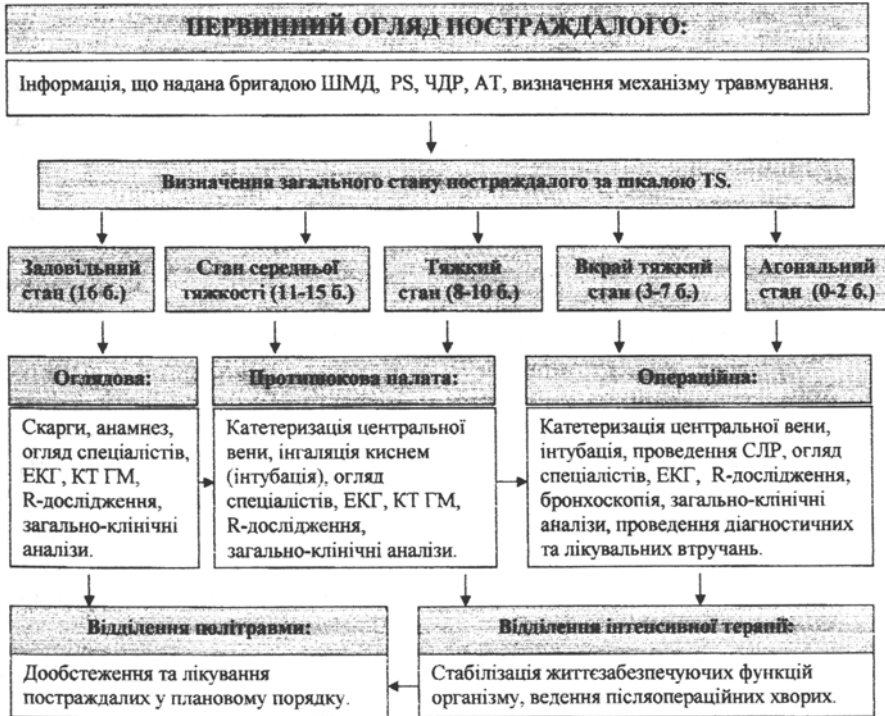 ПЕРВИННИЙ ОГЛЯД ПОСТРАЖДАЛОГО:
Інформація, що надана бригадою ШМД, PS, ЧДР, АТ, визначення механізму травмування.
Визначення загального стану постраждалого за шкалою TS.
Задовільний
стан (16 б.)
Стан середньої
тяжкості (11-15 б.)
Тяжкий
стан (8-10 б.)
Вкрай тяжкий
стан (3-7 б.)
Агональний
стан (0-2 б.)
Оглядова:
Скарги, анамнез,
огляд спеціалістів,
ЕКГ, КТ ГМ,
R-дослідження,
загально-клінічні
аналізи.
Протишокова палата:
Катетеризація центральної
вени, інгаляція киснем
(інтубація), огляд
спеціалістів, ЕКГ, КТ ГМ,
R-дослідження,
загально-клінічні аналізи.
Операційна:
Катетеризація центральної вени,
інтубація, проведення СЛР, огляд
спеціалістів, ЕКГ, R-дослідження,
бронхоскопія, загально-клінічні
аналізи, проведення діагностичних
та лікувальних втручань.
Відділення політравми:
Дообстеження та лікування
постраждалих у плановому порядку.
Відділення інтенсивної терапії:
Стабілізація життєзабезпечуючих функцій
організму, ведення післяопераційних хворих.